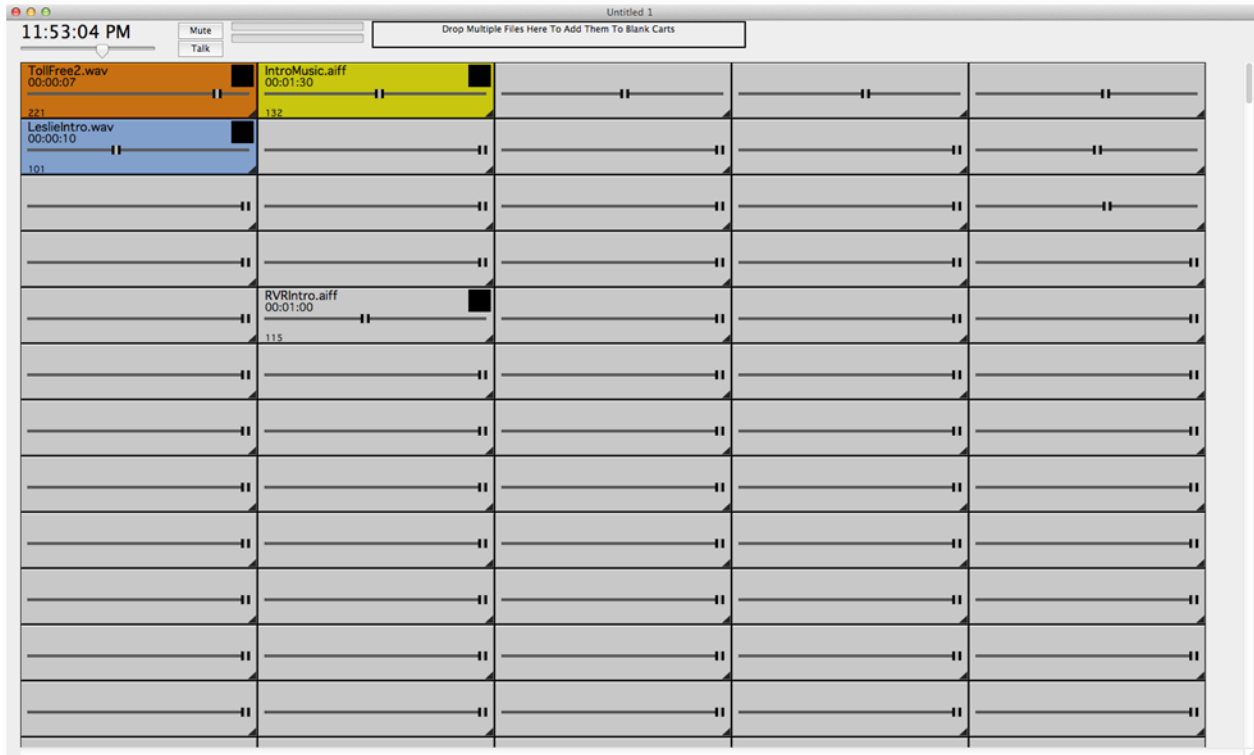 Untitled 1
11:53:04 PM
Mute
Talk
Drop Multiple Files Here To Add Them To Blank Carts
TollFree2.wav
00:00:07
221
IntroMusic.aiff
00:01:30
132
LeslieIntro.wav
00:00:10
101
RVRIntro.aiff
00:01:00
115